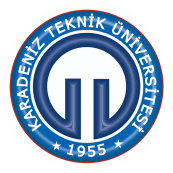 KARADENİZ TEKNİK ÜNİVERSİTESİ
★ 1955 ★